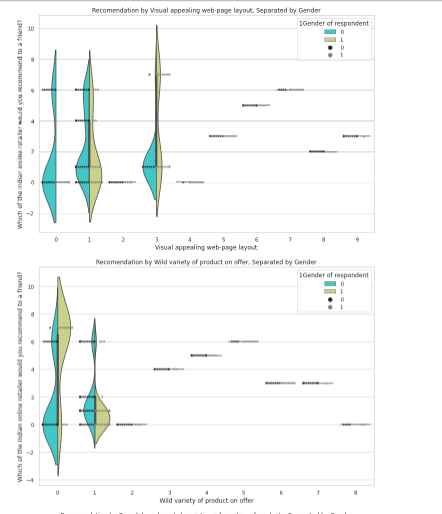 Recomendation by Visual appealing web-page layout, Separated by Gender
Which of the Indian online retailer would you recommend to a friend?
10
8
6
4
2
0
−2
1Gender of respondent
0
1
0
1
0 1 2 3 4 5 6 7 8 9
Visual appealing web-page layout
Recomendation by Wild variety of product on offer, Separated by Gender
Which of the Indian online retailer would you recommend to a friend?
10
8
6
4
2
0
−2
−4
1Gender of respondent
0
1
0
1
0 1 2 3 4 5 6 7 8
Wild variety of product on offer